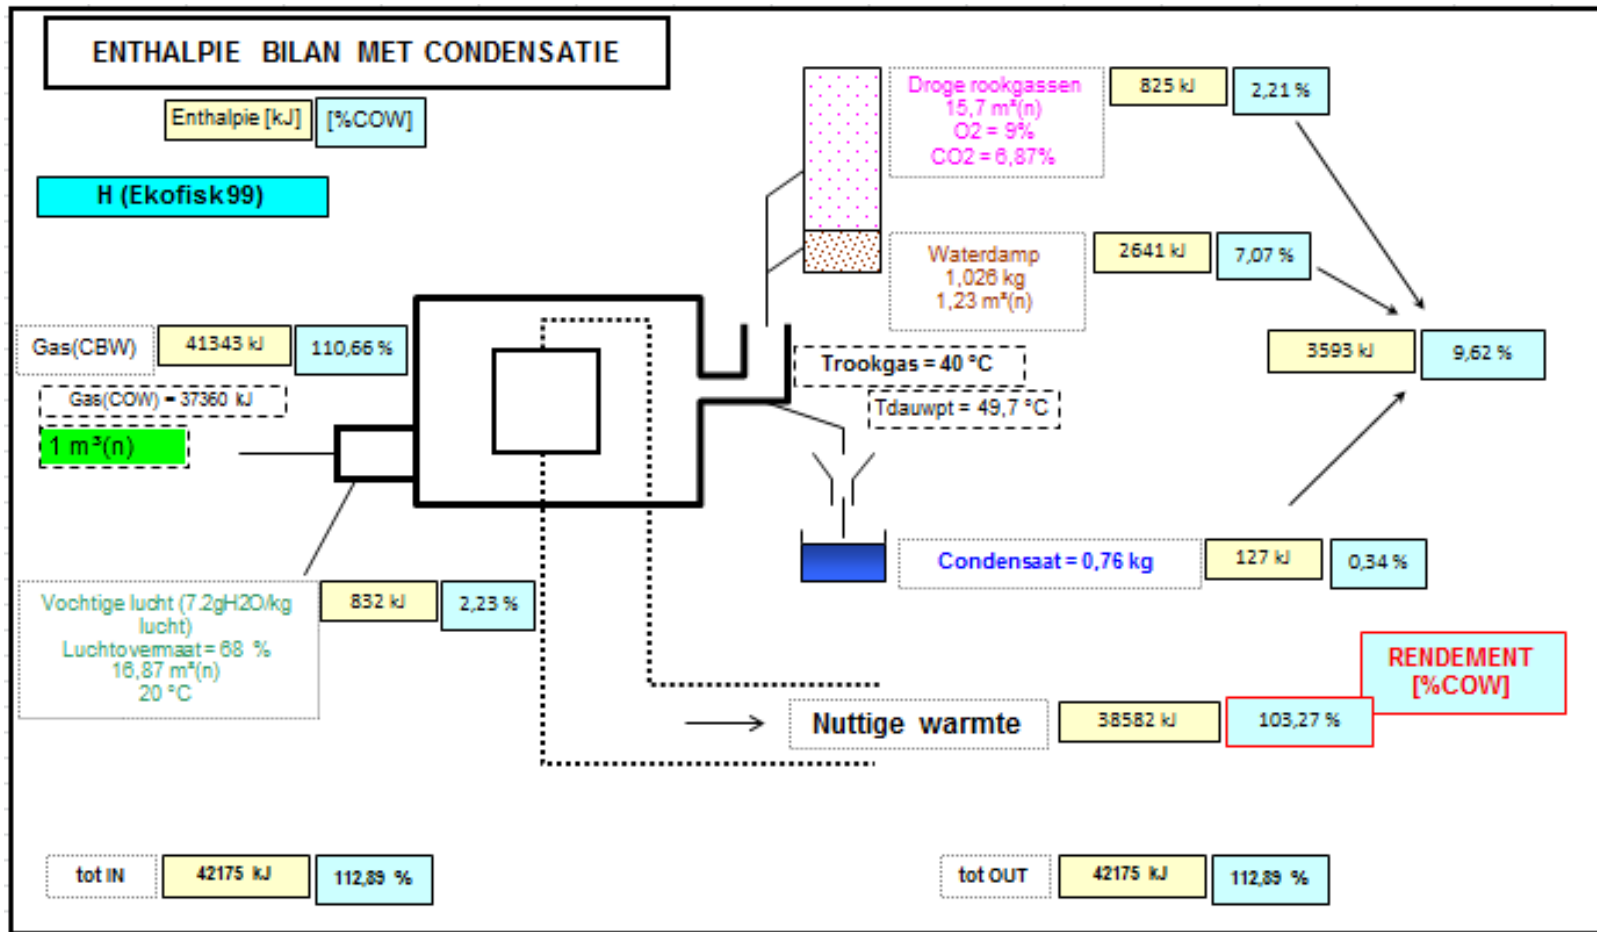 ENTHALPIE BILAN MET CONDENSATIE
Enthalpie [kJ]
[%COW]
H (Ekofisk99)
Droge rookgassen
15,7 m³(n)
O2 = 9%
CO2 = 6,87%
825 kJ
2,21 %
Waterdamp
1,026 kg
1,23 m³(n)
2641 kJ
7,07 %
Gas(CBW)
41343 kJ
110,66 %
Gas(COW) = 37360 kJ
1 m³(n)
Trookgas = 40 °C
Tdauwpt = 49,7 °C
3593 kJ
9,62 %
Condensaat = 0,76 kg
127 kJ
0,34 %
Vochtige lucht (7.2gH2O/kg
lucht)
Luchtovermaat = 68 %
16,87 m³(n)
20 °C
832 kJ
2,23 %
RENDEMENT
[%COW]
Nuttige warmte
38582 kJ
103,27 %
tot IN
42175 kJ
112,89 %
tot OUT
42175 kJ
112,89 %